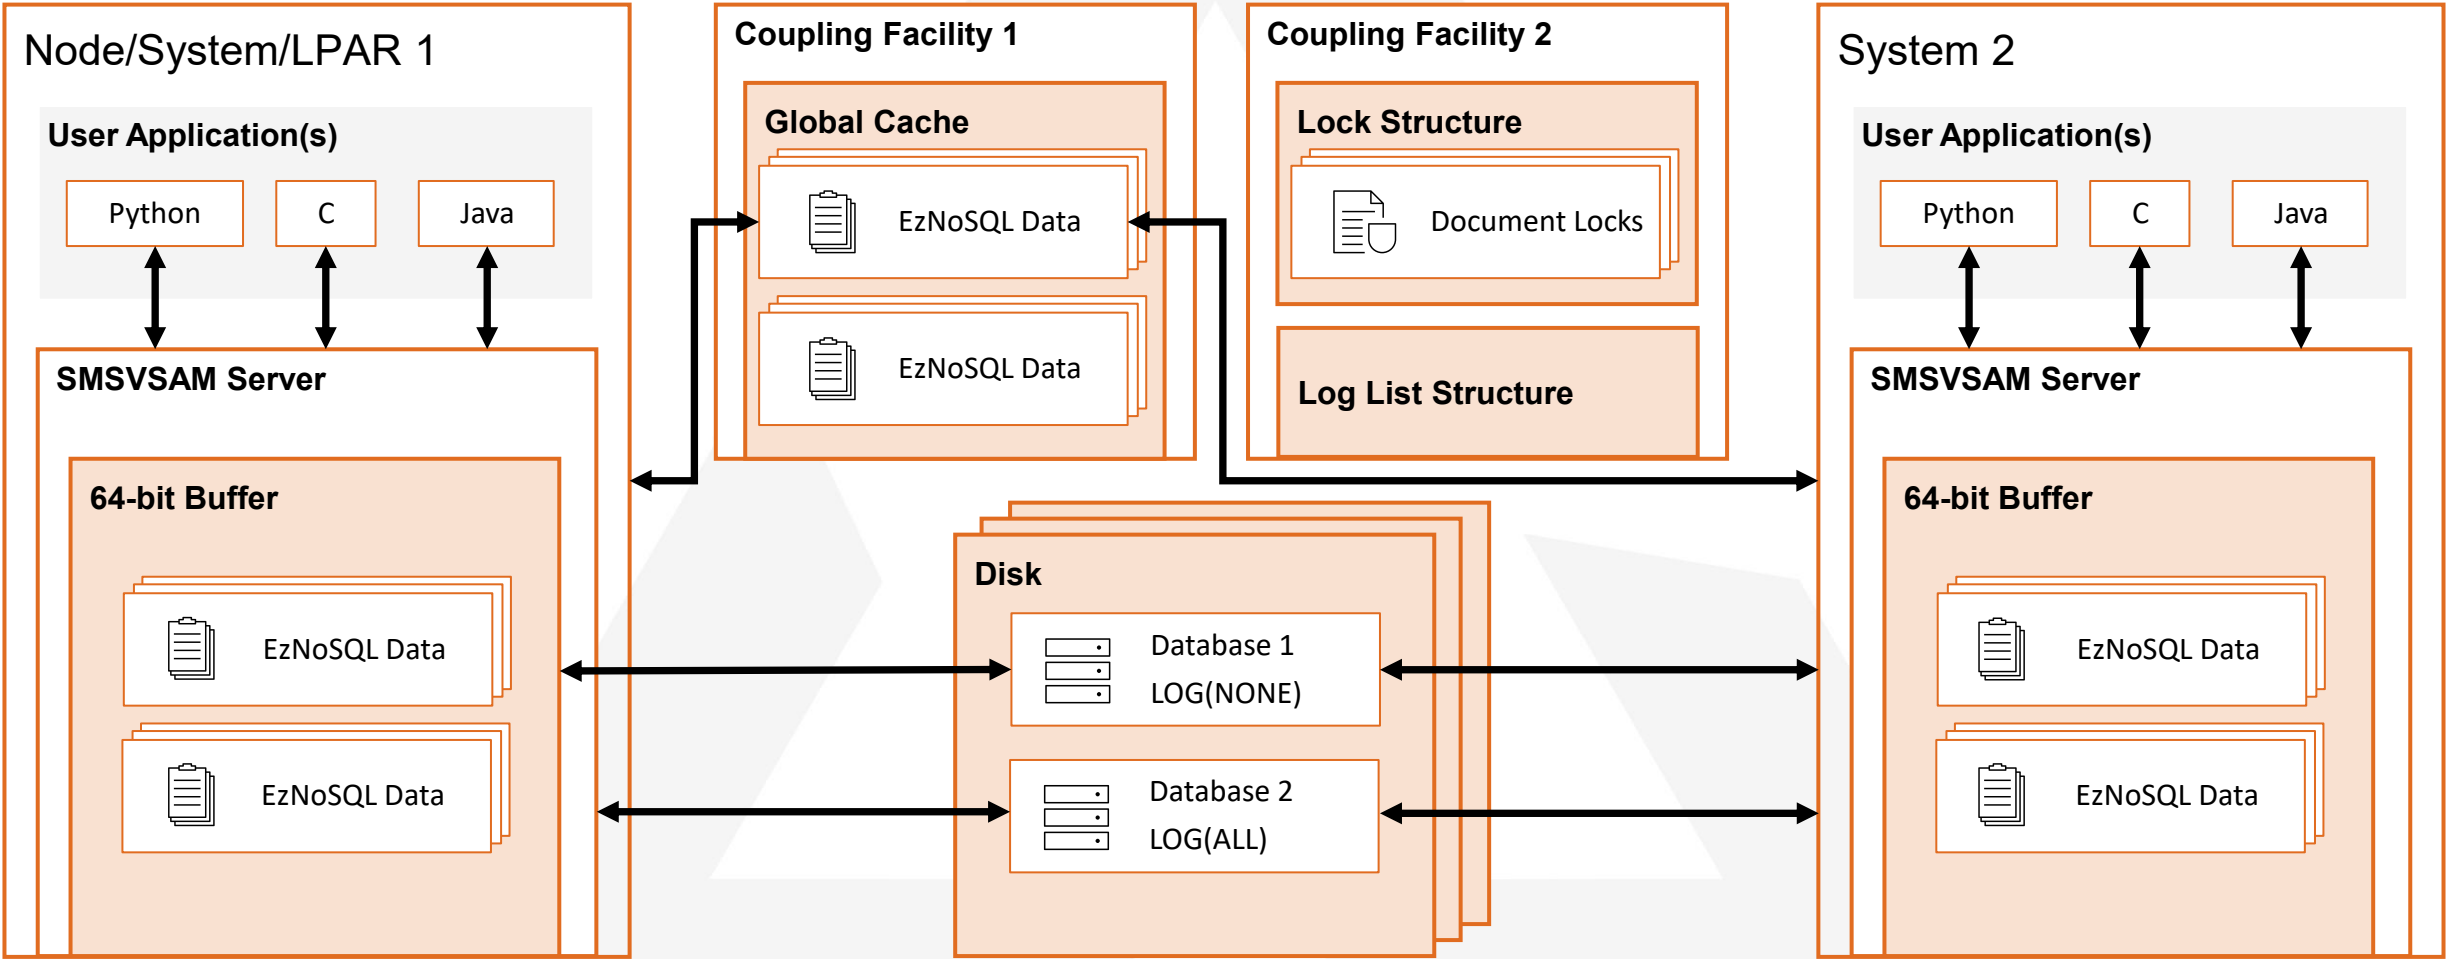 Node/System/LPAR 1
User Application(s)
Python
C
Java
SMSVSAM Server
64-bit Buffer
EzNoSQL Data
EzNoSQL Data
Coupling Facility 1
Global Cache
EzNoSQL Data
EzNoSQL Data
Coupling Facility 2
Lock Structure
Document Locks
Log List Structure
Disk
Database 1
LOG(NONE)
Database 2
LOG(ALL)
System 2
User Application(s)
Python
C
Java
SMSVSAM Server
64-bit Buffer
EzNoSQL Data
EzNoSQL Data